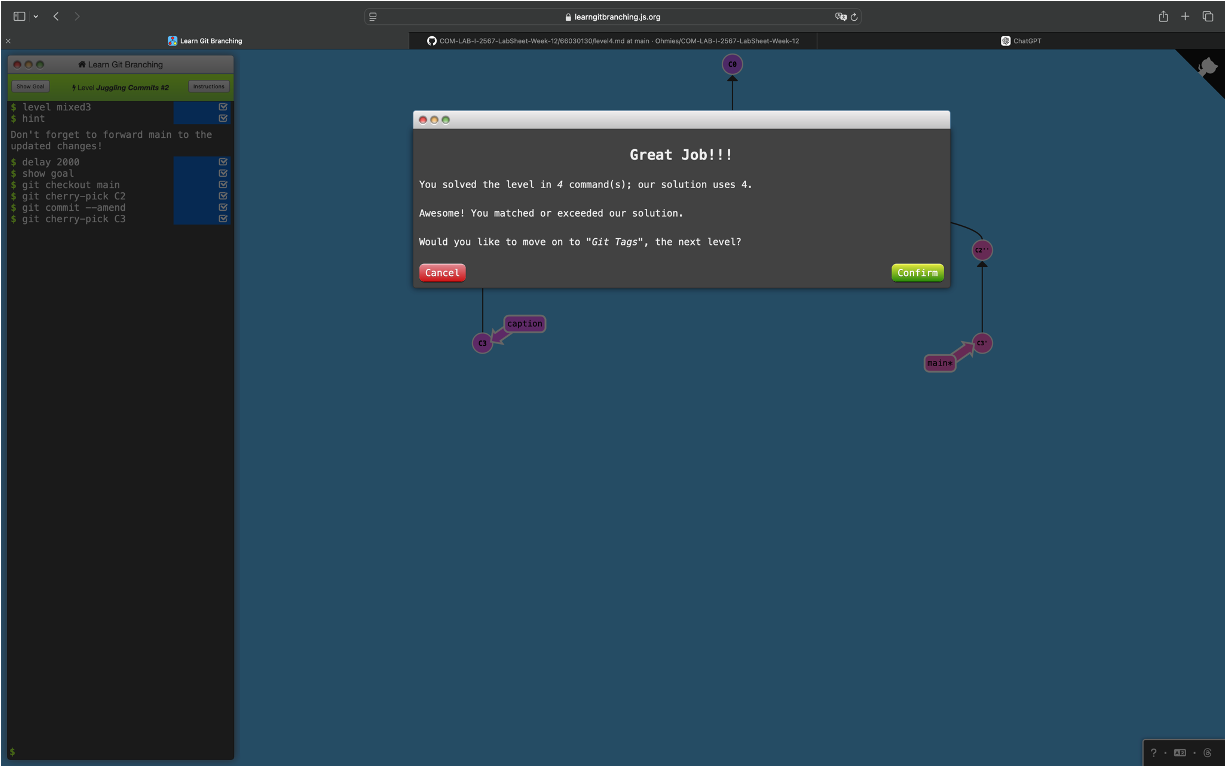 learngitbranching.js.org
Learn Git Branching
COM-LAB-I-2567-LabSheet-Week-12/66030130/level4.md at main · Ohmies/COM-LAB-I-2567-LabSheet-Week-12
ChatGPT
Learn Git Branching
Show Goal
Level Juggling Commits #2
Instructions
$ level mixed3
$ hint
Don't forget to forward main to the
updated changes!
$ delay 2000
$ show goal
$ git checkout main
$ git cherry-pick C2
$ git commit --amend
$ git cherry-pick C3
$
C0
Great Job!!!
You solved the level in 4 command(s); our solution uses 4.
Awesome! You matched or exceeded our solution.
Would you like to move on to "Git Tags", the next level?
Cancel
Confirm
C2''
caption
C3
C3'
main*
?